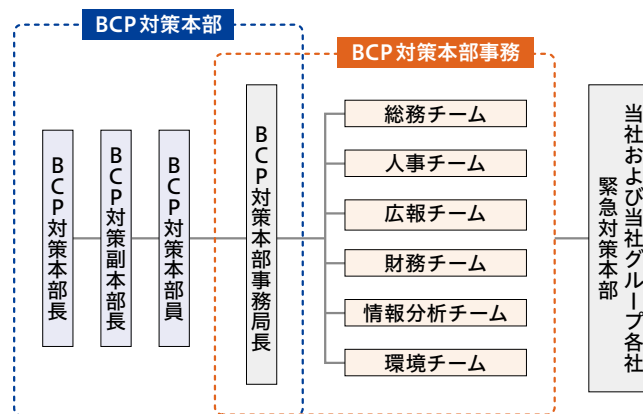 BCP対策本部
BCP対策本部事務
BCP対策本部長
BCP対策副本部長
BCP対策本部員
BCP対策本部事務局長
総務チーム
人事チーム
広報チーム
財務チーム
情報分析チーム
環境チーム
当社および当社グループ各社
緊急対策本部